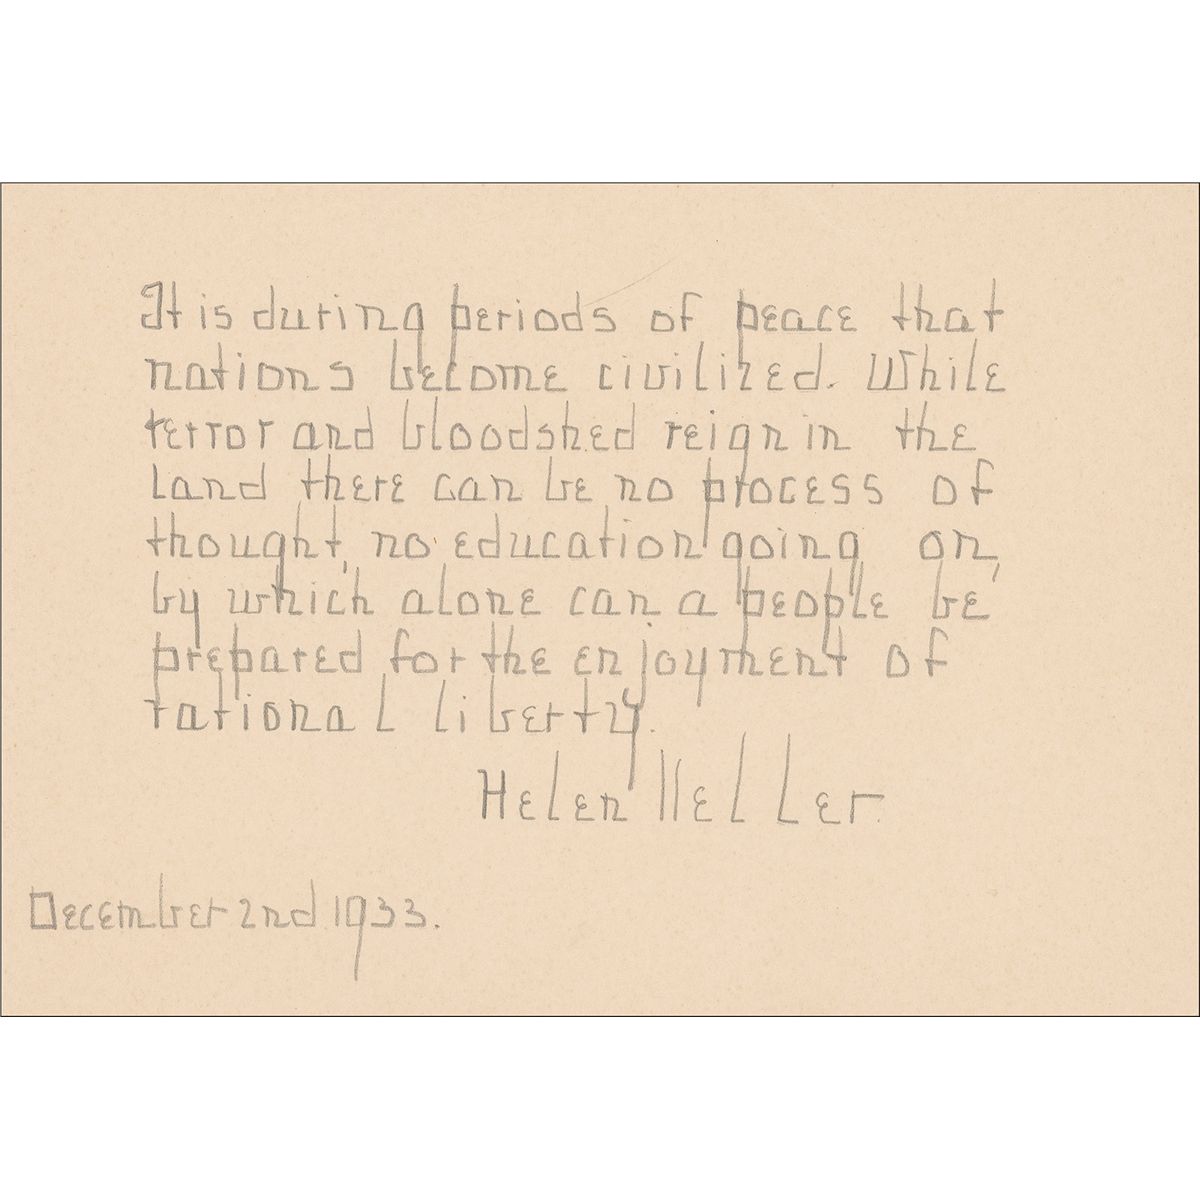 It is during periods of peace that
nations become civilized. While
terror and bloodshed reign in the
land there can be no process of
thought, no education going on,
by which alone can a people be
prepared for the enjoyment of
rational liberty.
Helen Keller.
December 2nd 1933.